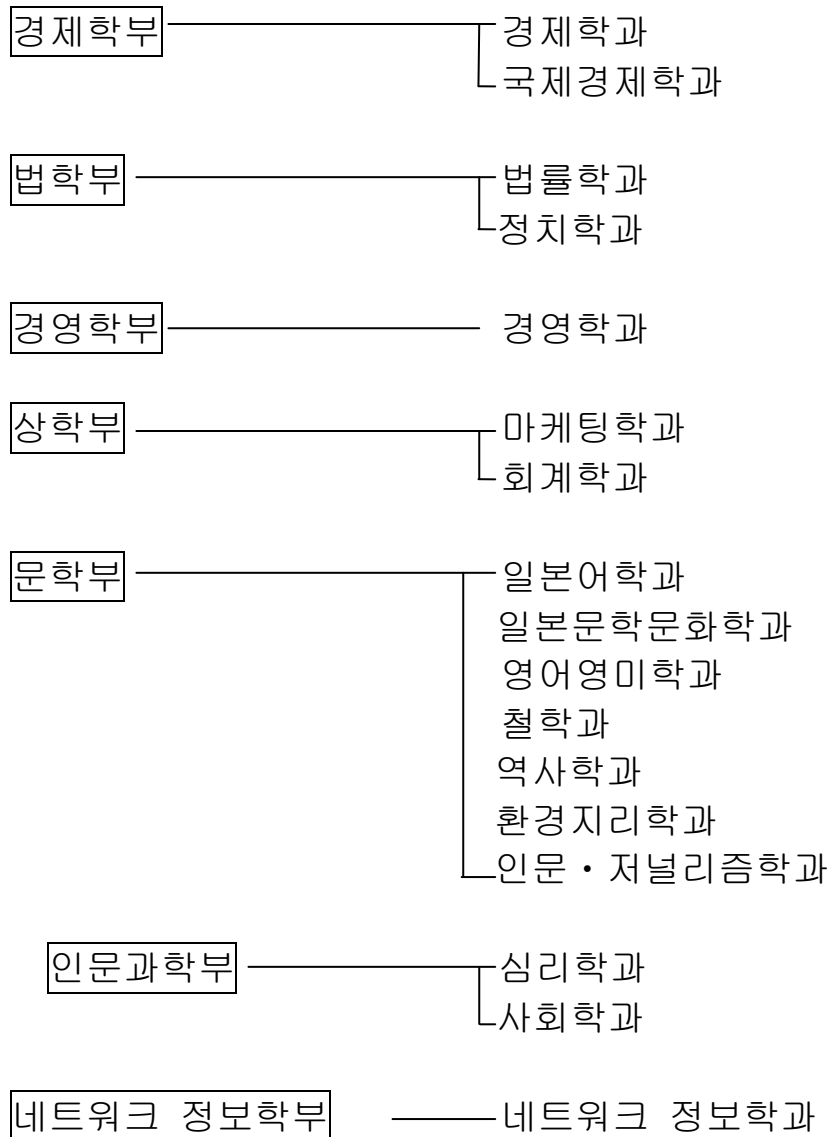 경제학부 경제학과
국제경제학과
법학부 법률학과
정치학과
경영학부 경영학과
상학부 마케팅학과
회계학과
문학부 일본어학과
일본문학문화학과
영어영미학과
철학과
역사학과
환경지리학과
인문・저널리즘학과
인문과학부 심리학과
사회학과
네트워크 정보학부 네트워크 정보학과